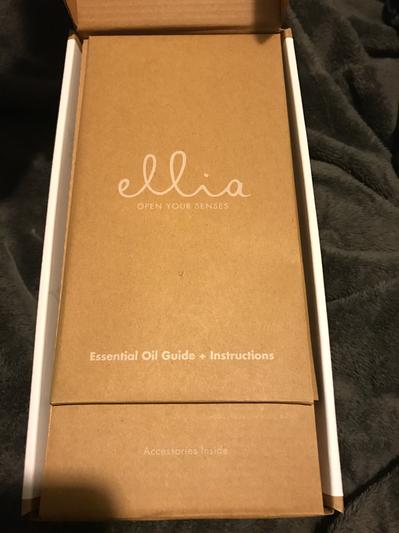 ellia
OPEN YOUR SENSES
Essential Oil Guide + Instructions
Accessories Inside